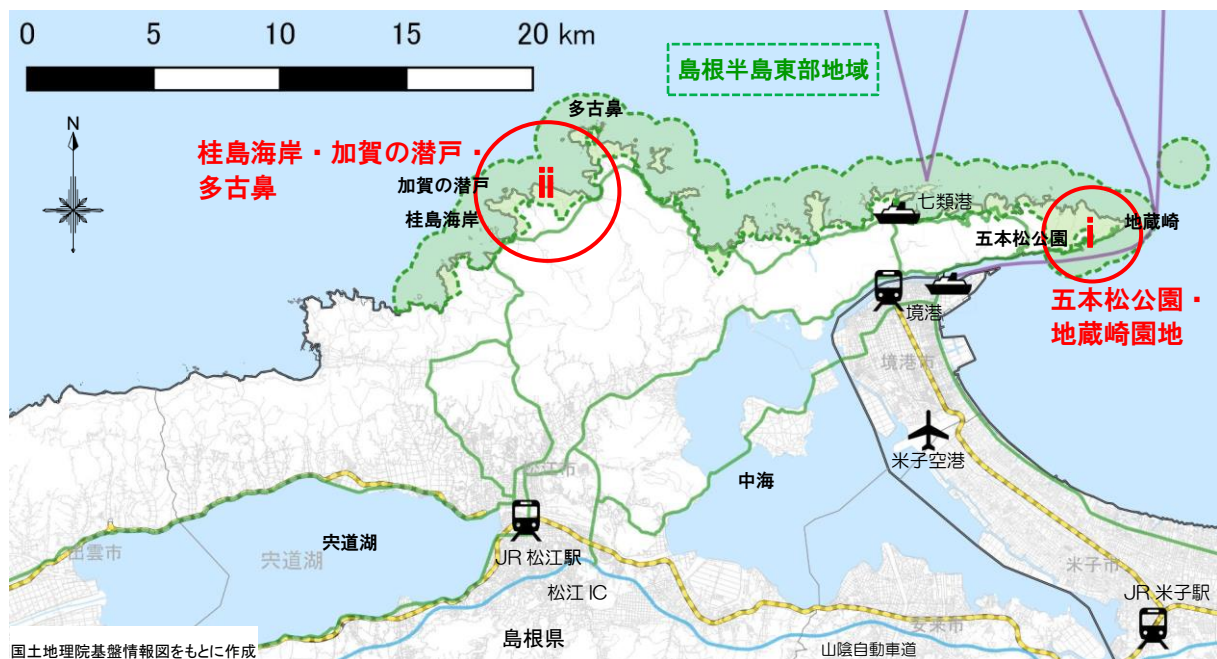 0 5 10 15 20 km
島根半島東部地域
多古鼻
N
桂島海岸・加賀の潜戸・
多古鼻
ii
加賀の潜戸
桂島海岸
七類港
地蔵崎
五本松公園
i
境港
五本松公園・
地蔵崎園地
境港市
米子空港
松江市
中海
宍道湖
宍道湖
出雲市
JR 松江駅
米子市
松江 IC
JR 米子駅
安来市
島根県
山陰自動車道
国土地理院基盤情報図をもとに作成